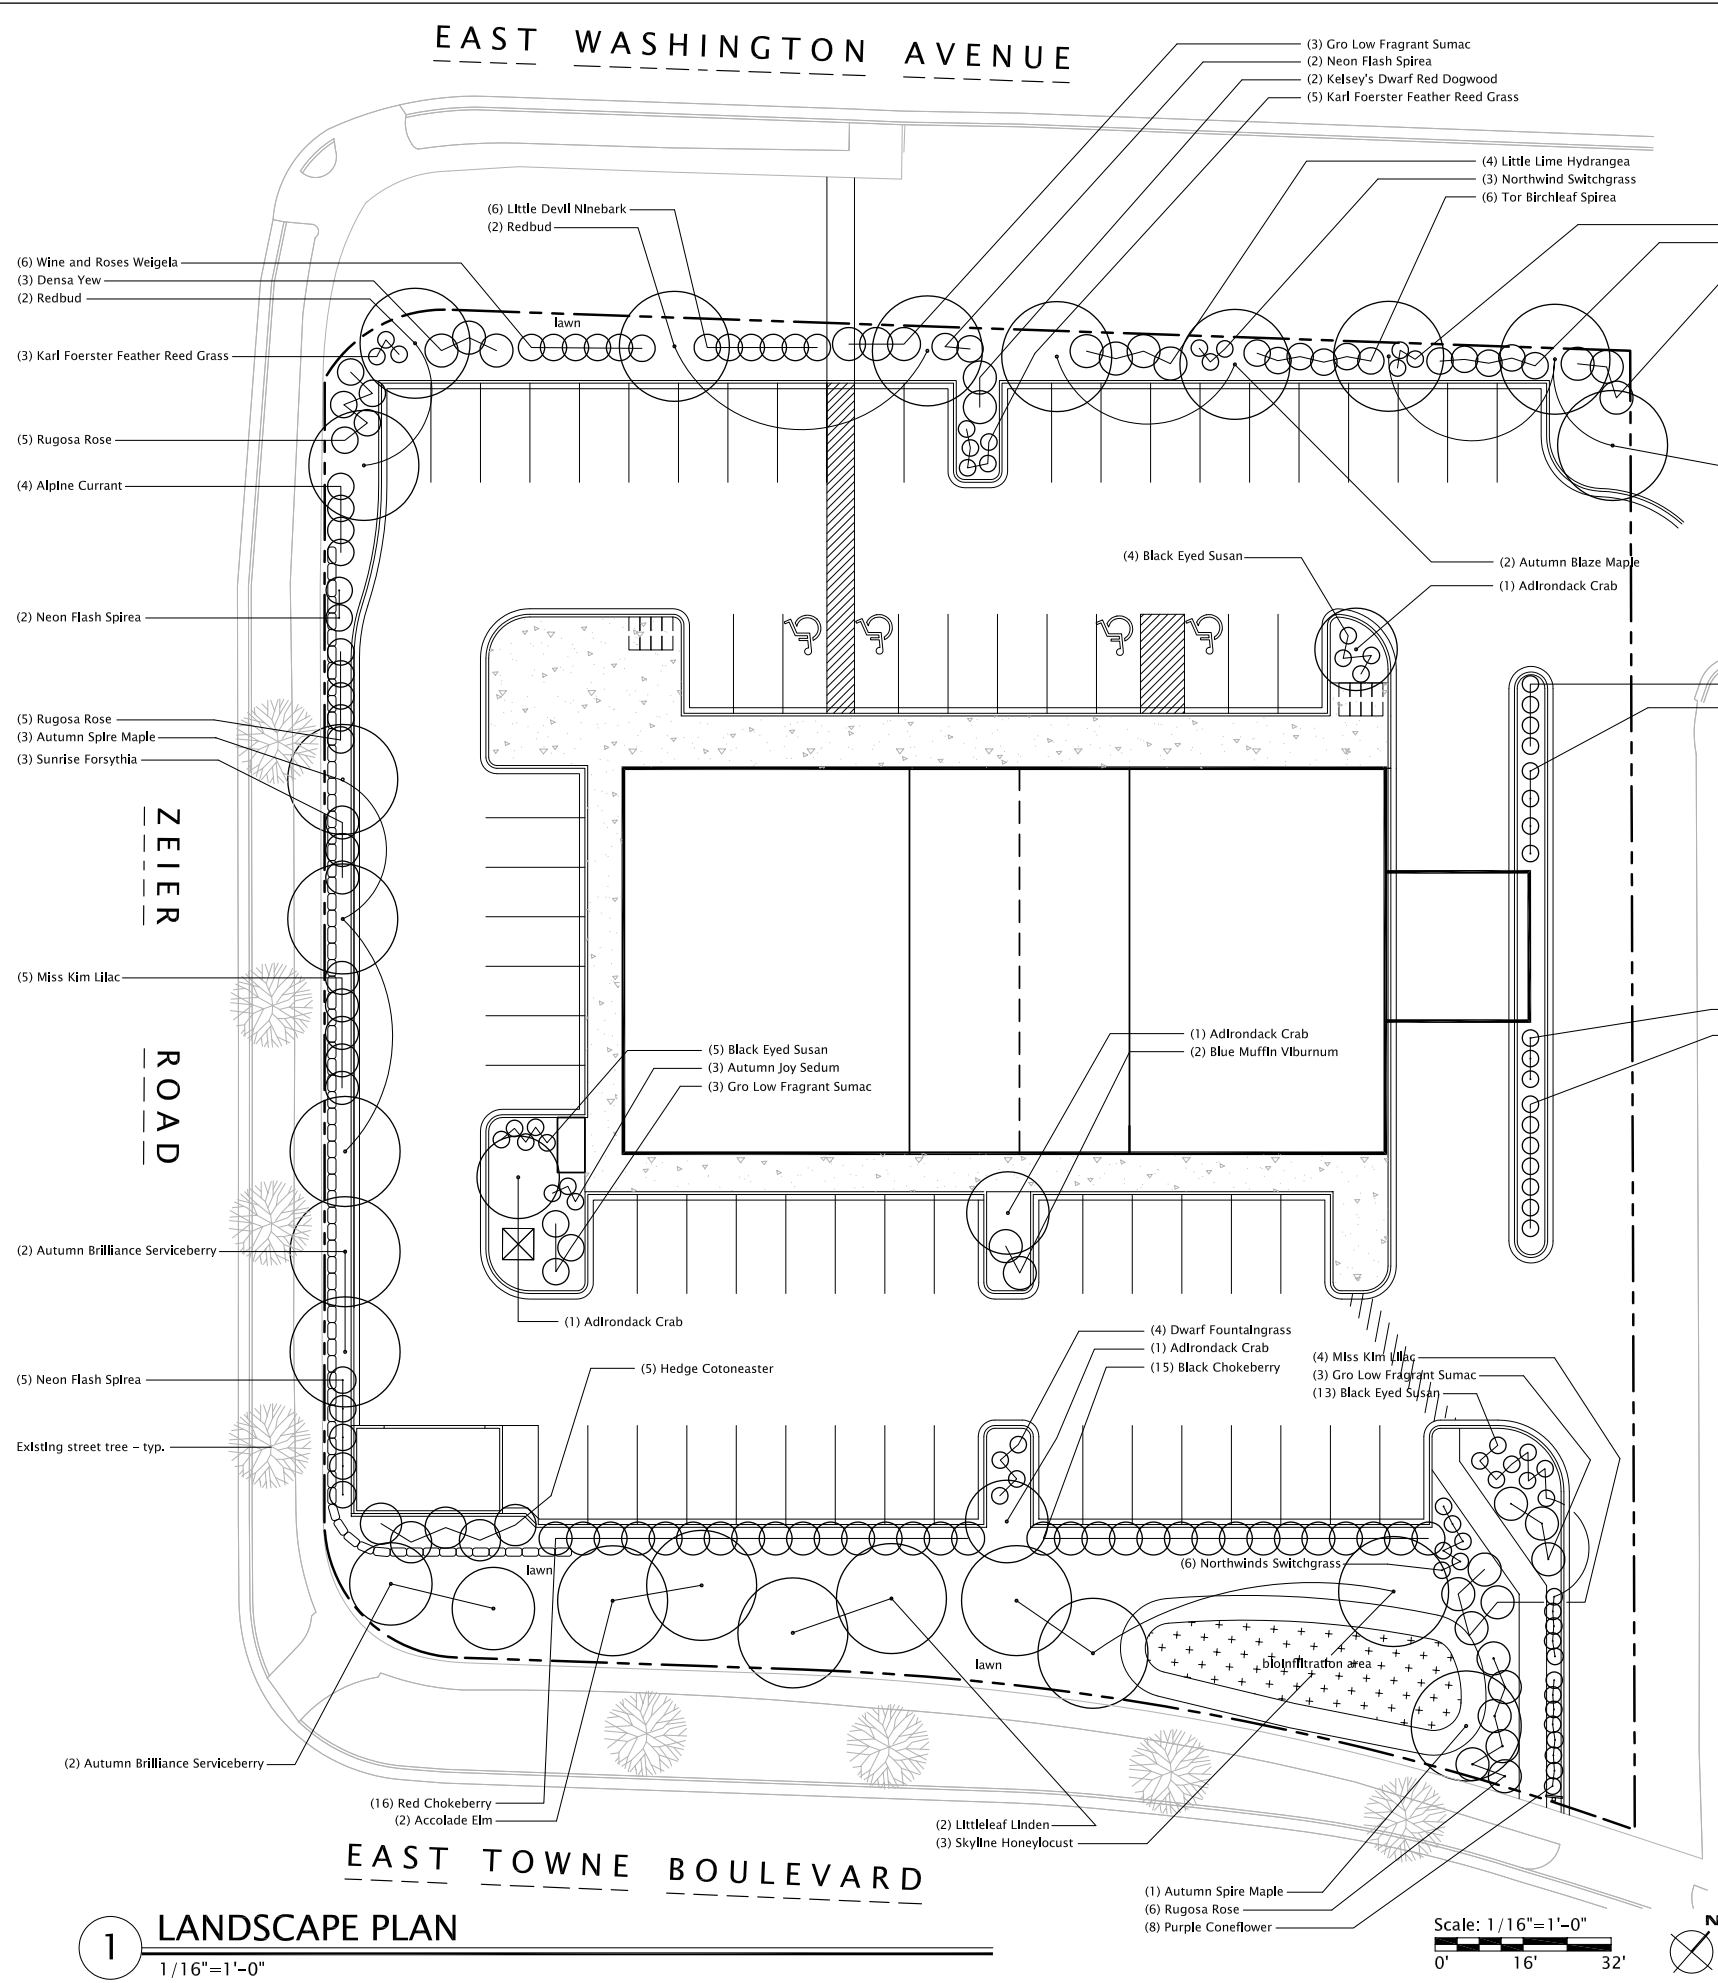 EAST WASHINGTON AVENUE
(3) Gro Low Fragrant Sumac
(2) Neon Flash Spirea
(2) Kelsey's Dwarf Red Dogwood
(5) Karl Foerster Feather Reed Grass
(4) Little Lime Hydrangea
(3) Northwind Switchgrass
(6) Tor Birchleaf Spirea
(6) Little Devil Ninebark
(2) Redbud
(6) Wine and Roses Weigela
(3) Densa Yew
(2) Redbud
lawn
(3) Karl Foerster Feather Reed Grass
(5) Rugosa Rose
(4) Alpine Currant
(4) Black Eyed Susan
(2) Autumn Blaze Maple
(1) Adirondack Crab
(2) Neon Flash Spirea
(5) Rugosa Rose
(3) Autumn Spire Maple
(3) Sunrise Forsythia
ZEIER ROAD
(5) Miss Kim Lilac
(1) Adirondack Crab
(2) Blue Muffin Viburnum
(5) Black Eyed Susan
(3) Autumn Joy Sedum
(3) Gro Low Fragrant Sumac
(2) Autumn Brilliance Serviceberry
(1) Adirondack Crab
(4) Dwarf Fountaingrass
(1) Adirondack Crab
(15) Black Chokeberry
(4) Miss Kim Lilac
(3) Gro Low Fragrant Sumac
(13) Black Eyed Susan
(5) Hedge Cotoneaster
(5) Neon Flash Spirea
Existing street tree - typ.
(6) Northwinds Switchgrass
lawn
lawn
bioinfiltration area
(2) Autumn Brilliance Serviceberry
(16) Red Chokeberry
(2) Accolade Elm
(2) Littleleaf Linden
(3) Skyline Honeylocust
EAST TOWNE BOULEVARD
(1) Autumn Spire Maple
(6) Rugosa Rose
(8) Purple Coneflower
1 LANDSCAPE PLAN
1/16"=1'-0"
Scale: 1/16"=1'-0"
0' 16' 32'
N